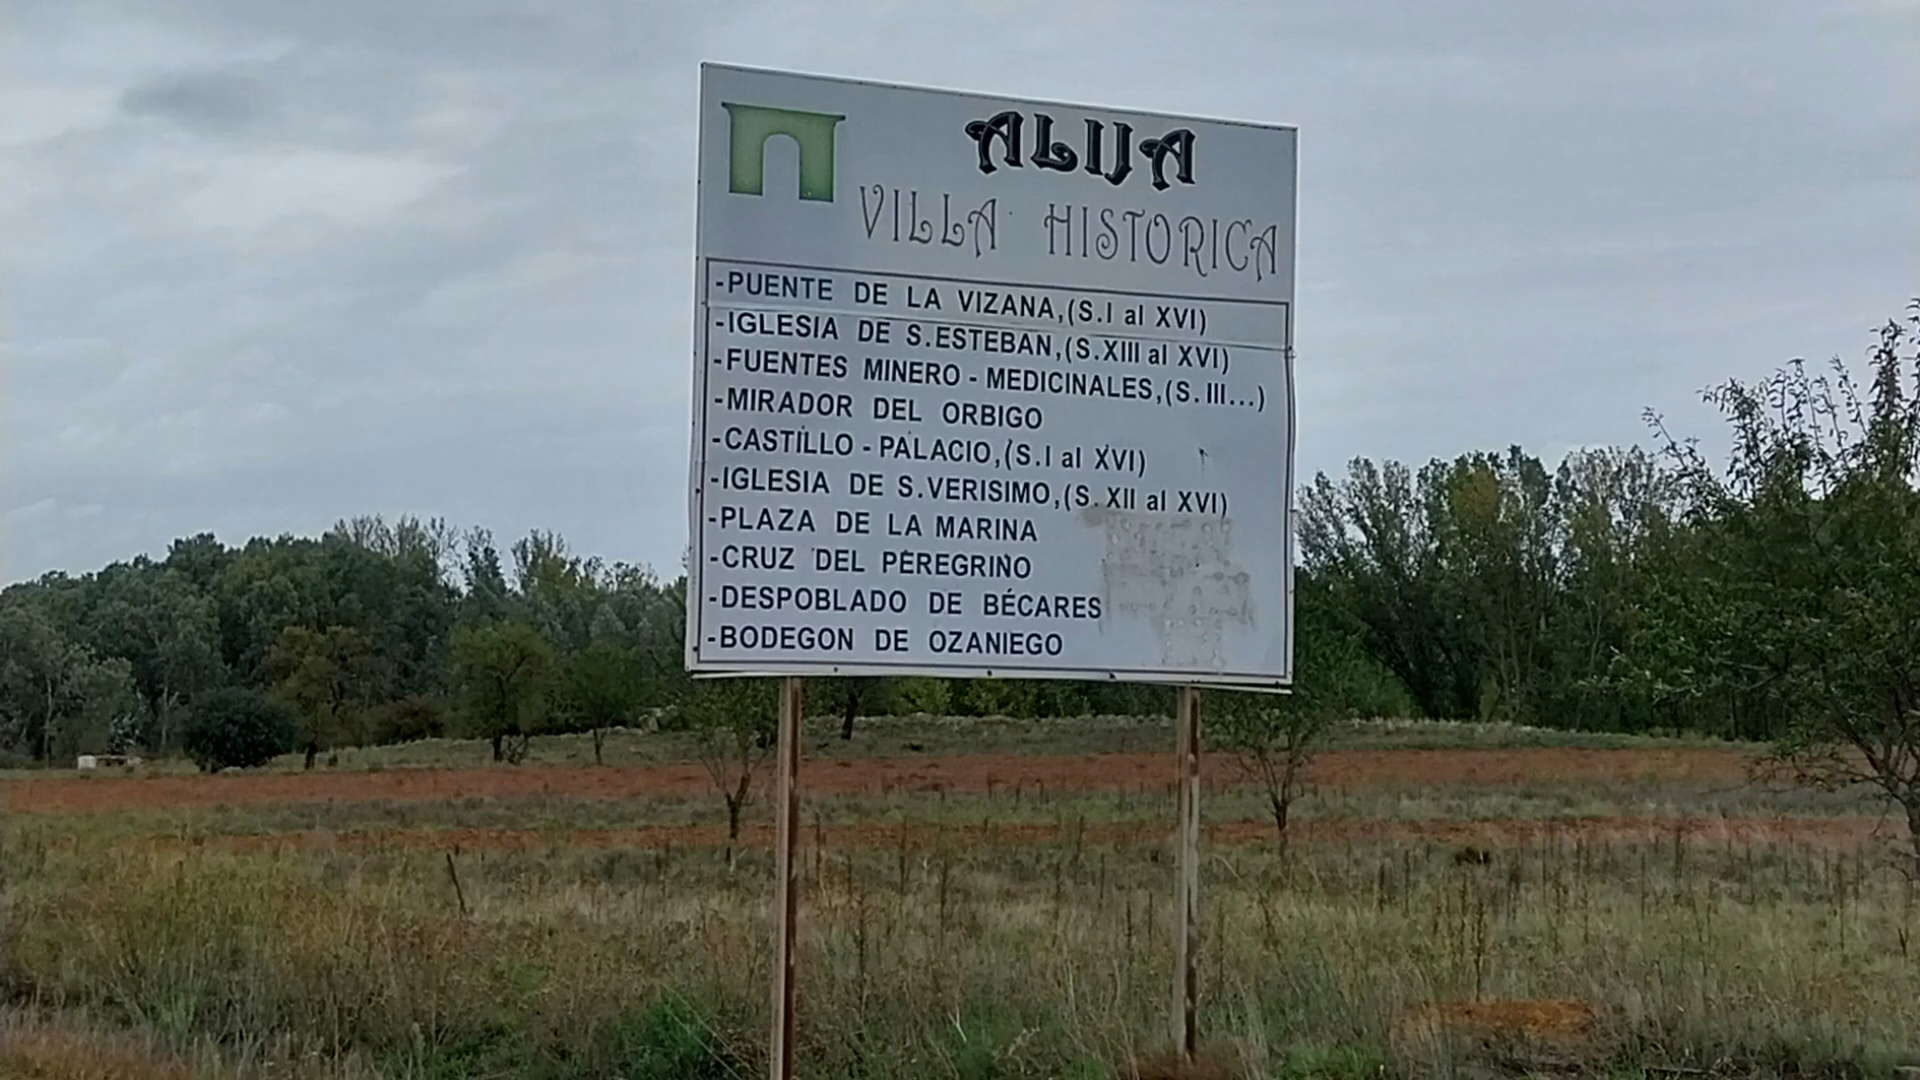 ALIJA
VILLA HISTORICA
-PUENTE DE LA VIZANA,(S.I al XVI)
-IGLESIA DE S.ESTEBAN,(S.XIII al XVI)
-FUENTES MINERO - MEDICINALES,(S. III...)
-MIRADOR DEL ORBIGO
-CASTILLO - PALACIO,(S.I al XVI)
-IGLESIA DE S.VERISIMO,(S. XII al XVI)
-PLAZA DE LA MARINA
-CRUZ DEL PEREGRINO
-DESPOBLADO DE BÉCARES
-BODEGON DE OZANIEGO